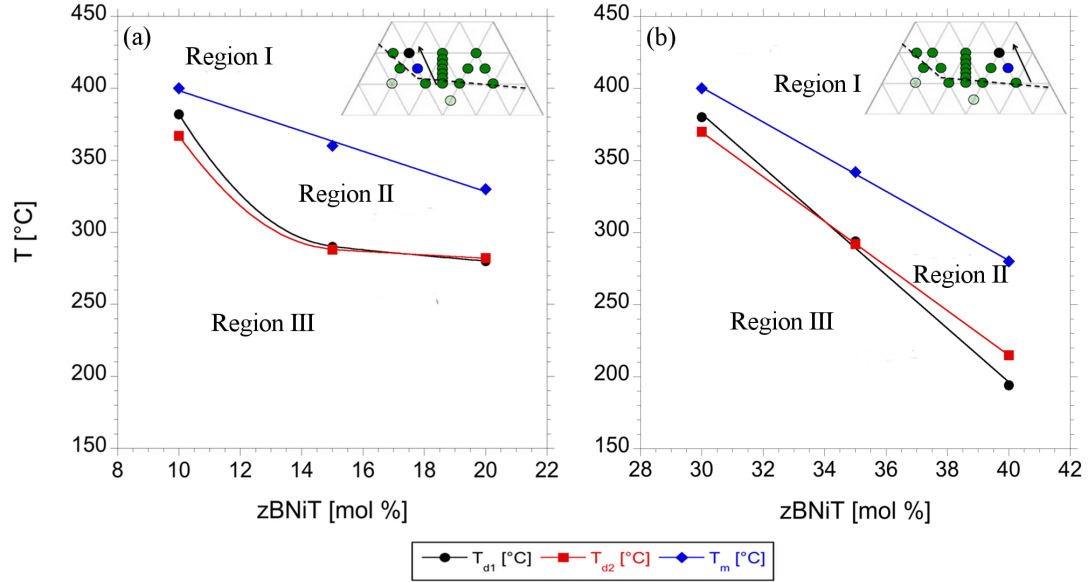 (a)
Region I
Region II
Region III
T [°C]
450
400
350
300
250
200
150
8 10 12 14 16 18 20 22
zBNiT [mol %]
(b)
Region I
Region II
Region III
450
400
350
300
250
200
150
28 30 32 34 36 38 40 42
zBNiT [mol %]
T_d1 [°C] T_d2 [°C] T_m [°C]